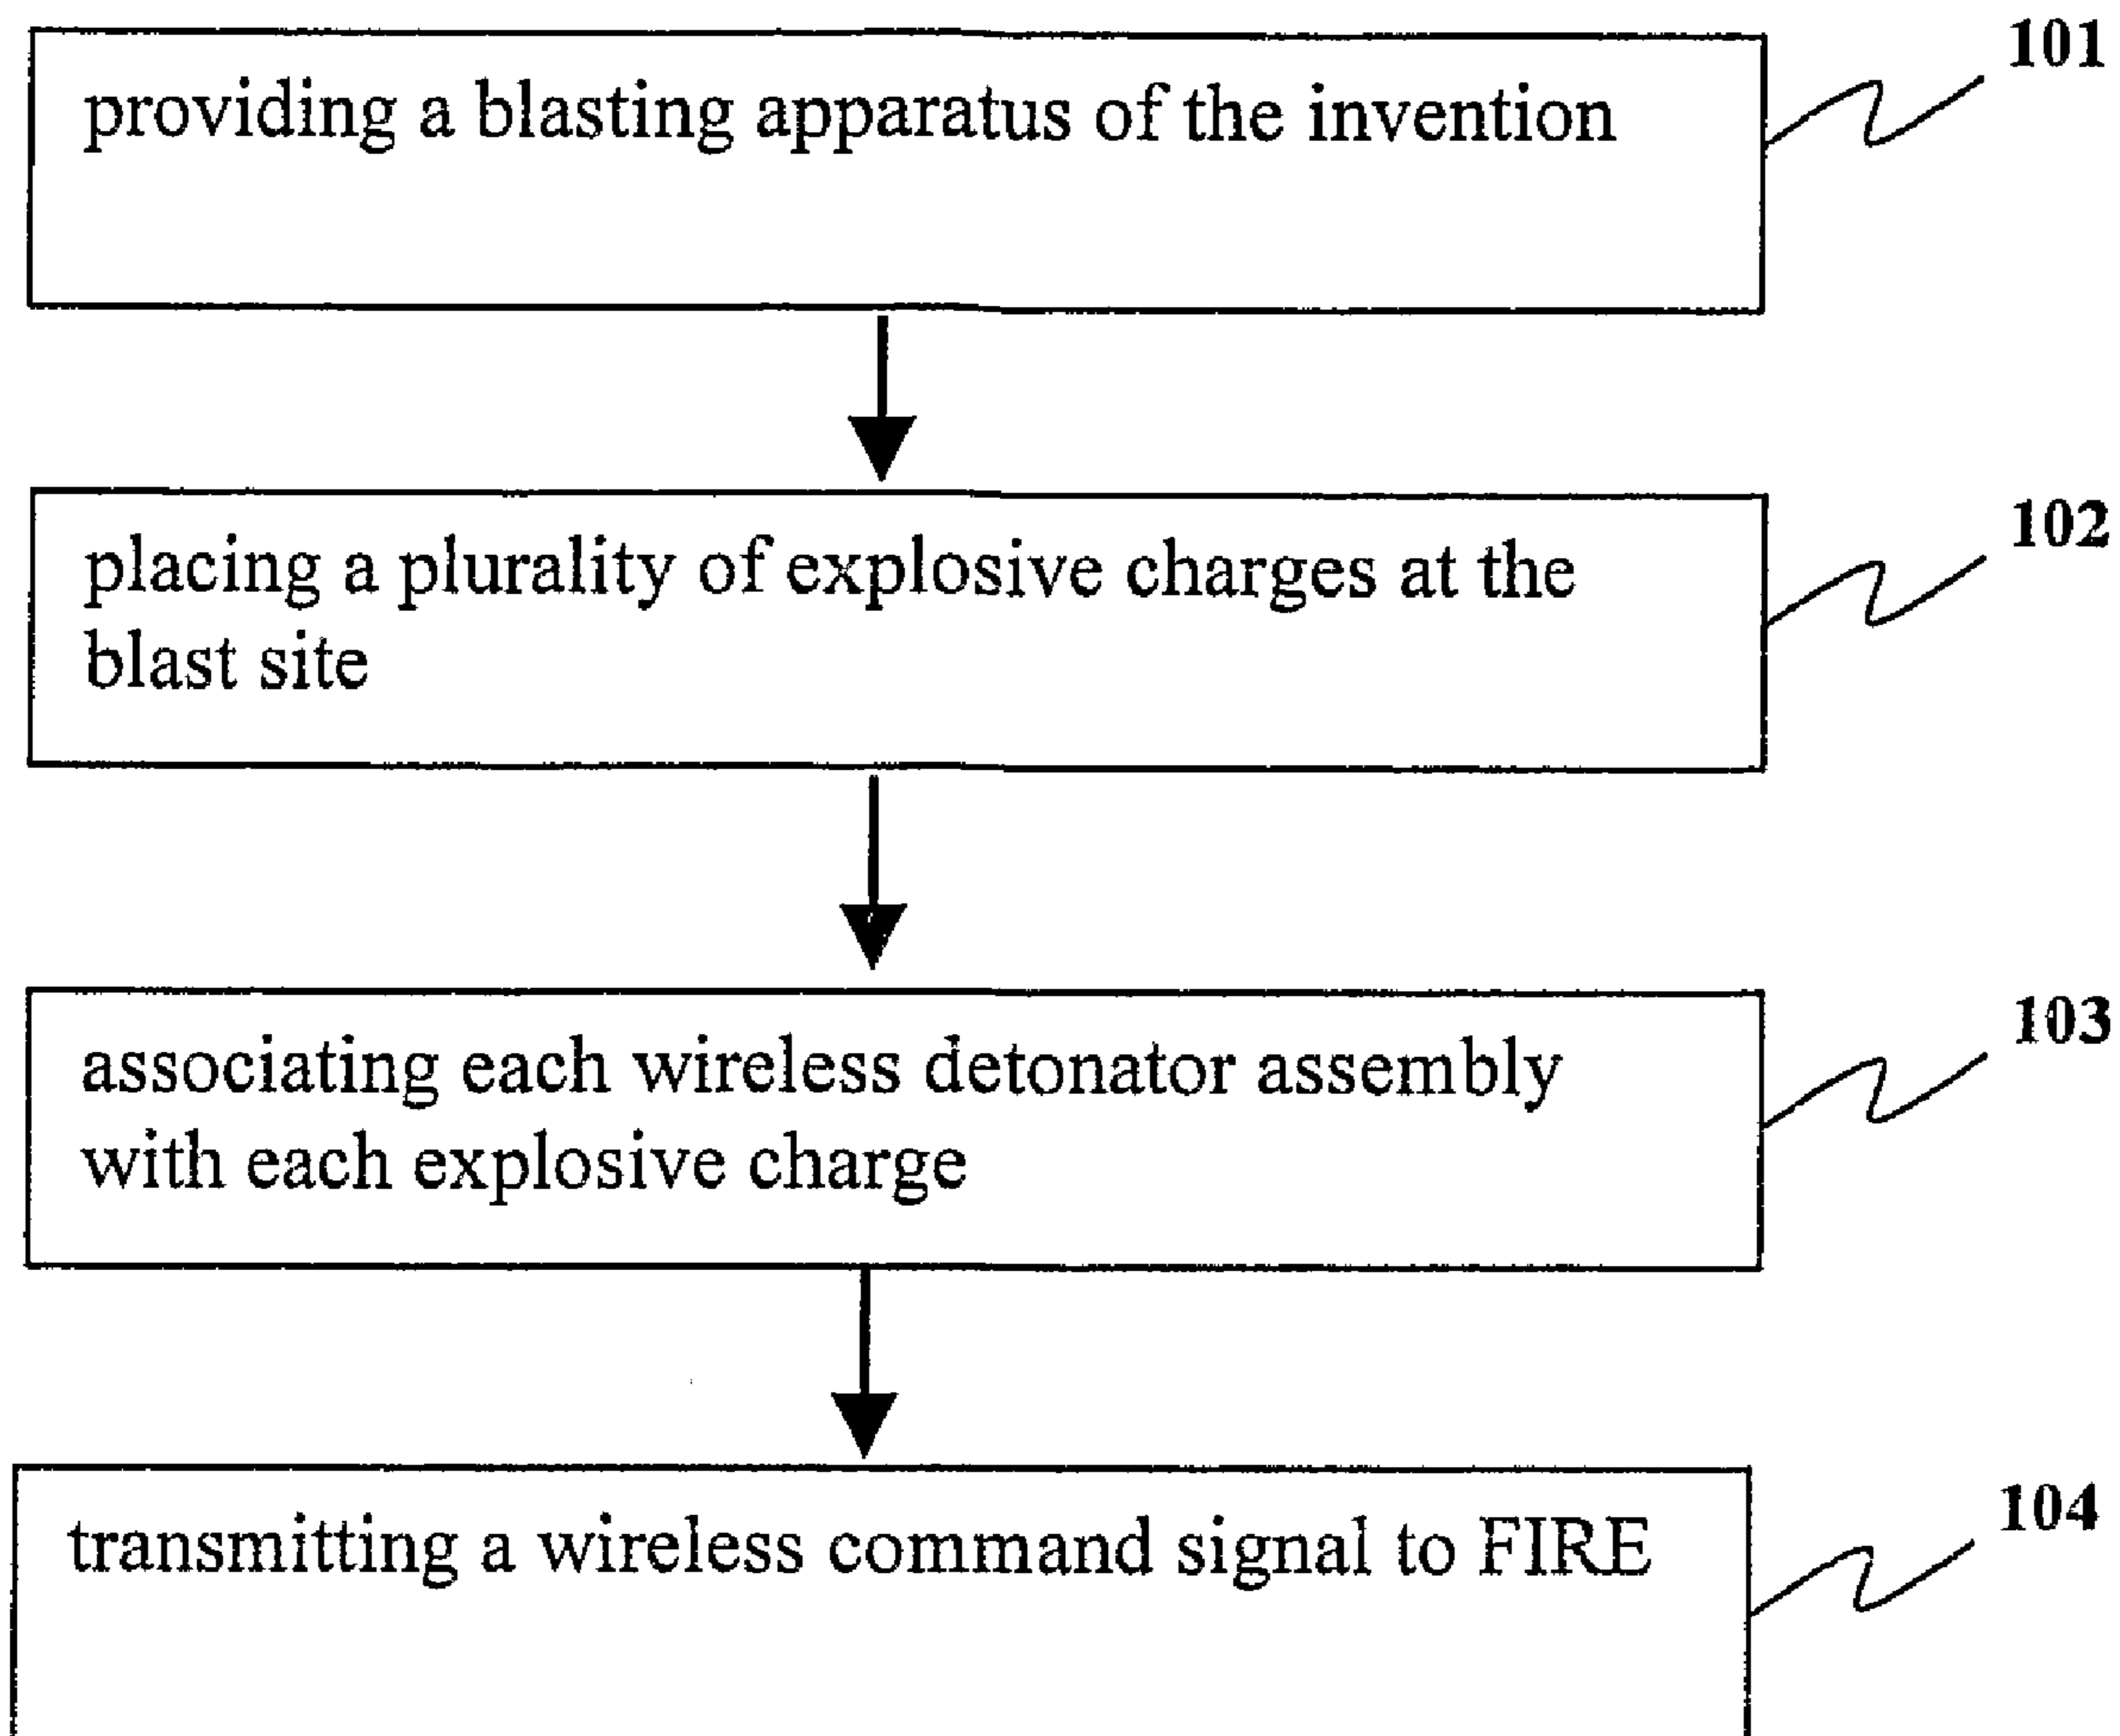 101
providing a blasting apparatus of the invention
102
placing a plurality of explosive charges at the
blast site
103
associating each wireless detonator assembly
with each explosive charge
104
transmitting a wireless command signal to FIRE